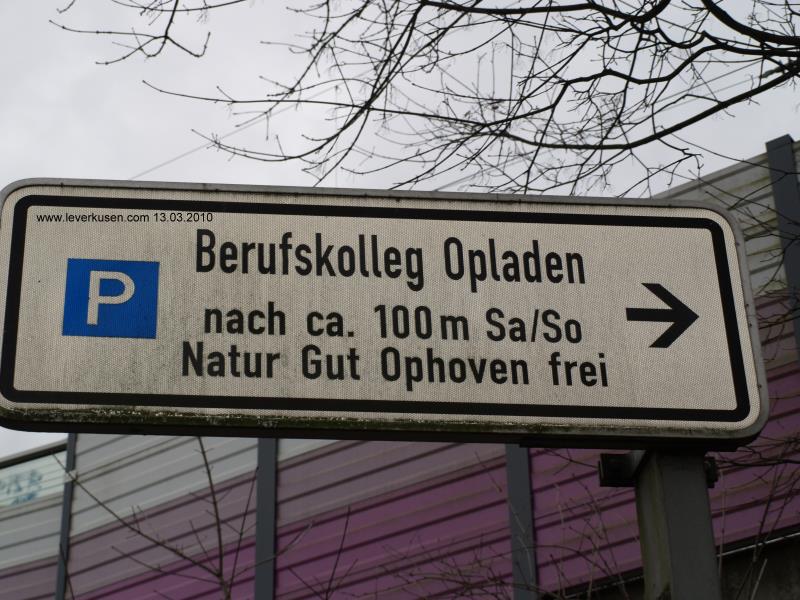 www.leverkusen.com 13.03.2010
Berufskolleg Opladen
P
nach ca. 100m Sa/So
Natur Gut Ophoven frei